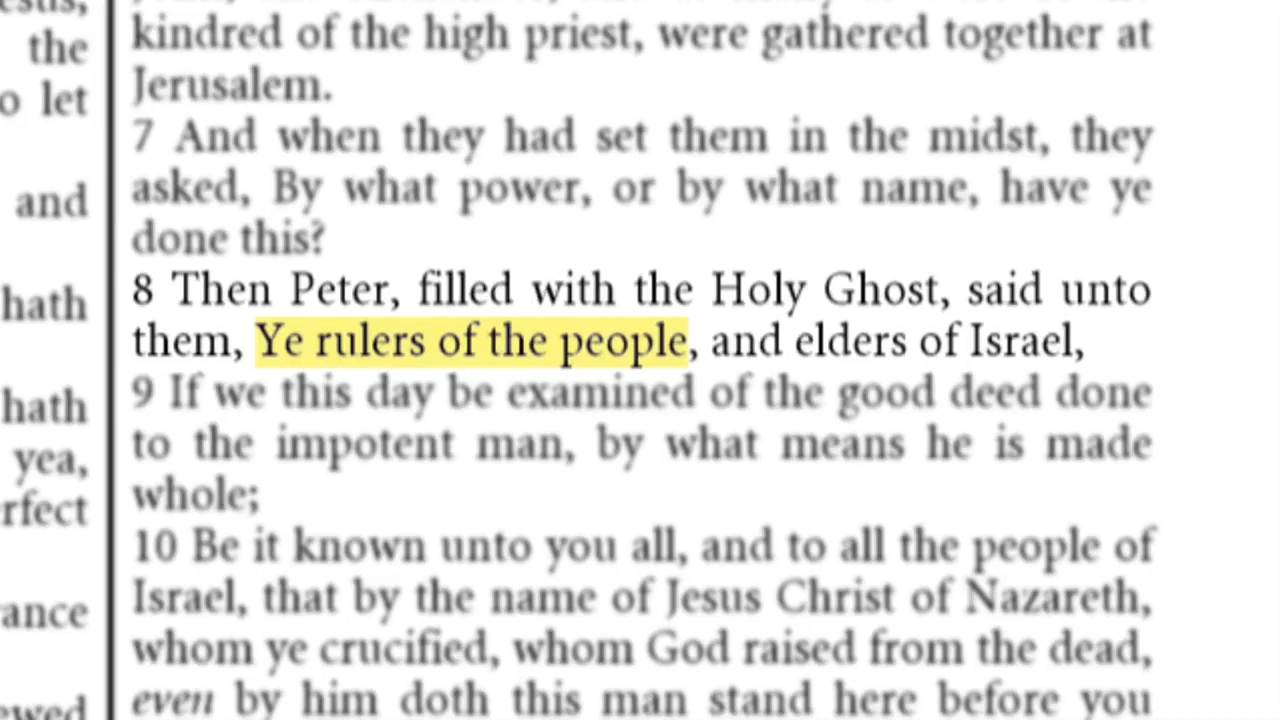 the
o let
and
hath
hath
yea,
rfect
ance
ewed
kindred of the high priest, were gathered together at
Jerusalem.
7 And when they had set them in the midst, they
asked, By what power, or by what name, have ye
done this?
8 Then Peter, filled with the Holy Ghost, said unto
them, Ye rulers of the people, and elders of Israel,
9 If we this day be examined of the good deed done
to the impotent man, by what means he is made
whole;
10 Be it known unto you all, and to all the people of
Israel, that by the name of Jesus Christ of Nazareth,
whom ye crucified, whom God raised from the dead,
even by him doth this man stand here before you